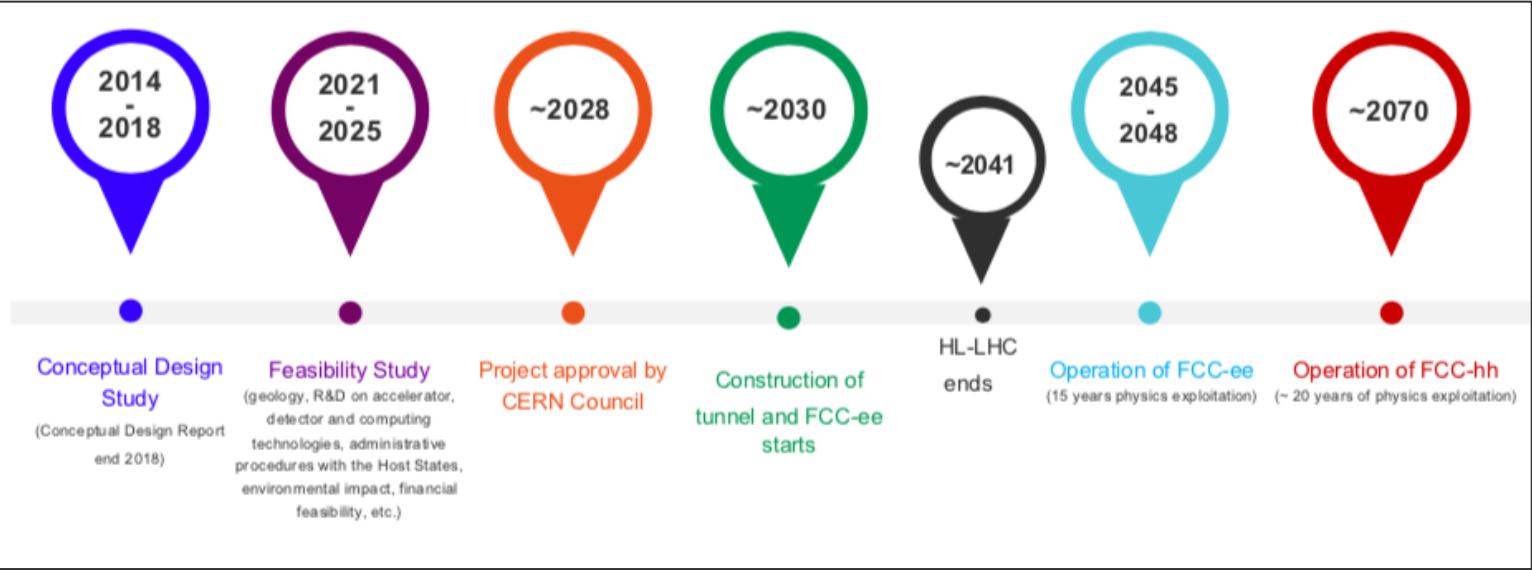 2014
-
2018
2021
-
2025
~2028
~2030
~2041
2045
-
2048
~2070
Conceptual Design
Study
(Conceptual Design Report
end 2018)
Feasibility Study
(geology, R&D on accelerator,
detector and computing
technologies, administrative
procedures with the Host States,
environmental impact, financial
feasibility, etc.)
Project approval by
CERN Council
Construction of
tunnel and FCC-ee
starts
HL-LHC
ends
Operation of FCC-ee
(15 years physics exploitation)
Operation of FCC-hh
(~ 20 years of physics exploitation)